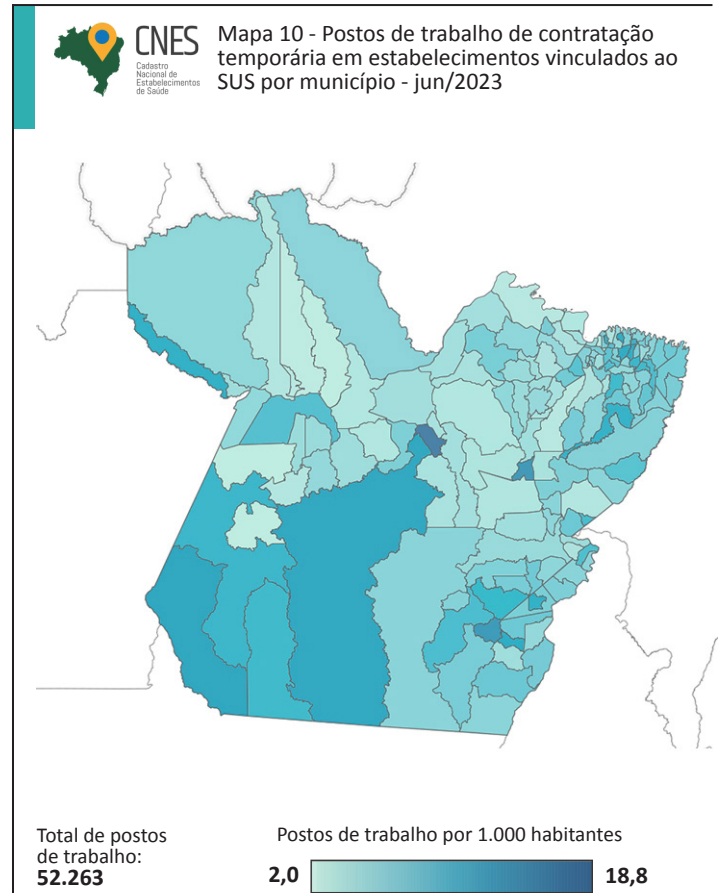 CNES
Cadastro
Nacional de
Estabelecimentos
de Saúde
Mapa 10 - Postos de trabalho de contratação
temporária em estabelecimentos vinculados ao
SUS por município - jun/2023
Total de postos
de trabalho:
52.263
Postos de trabalho por 1.000 habitantes
2,0
18,8